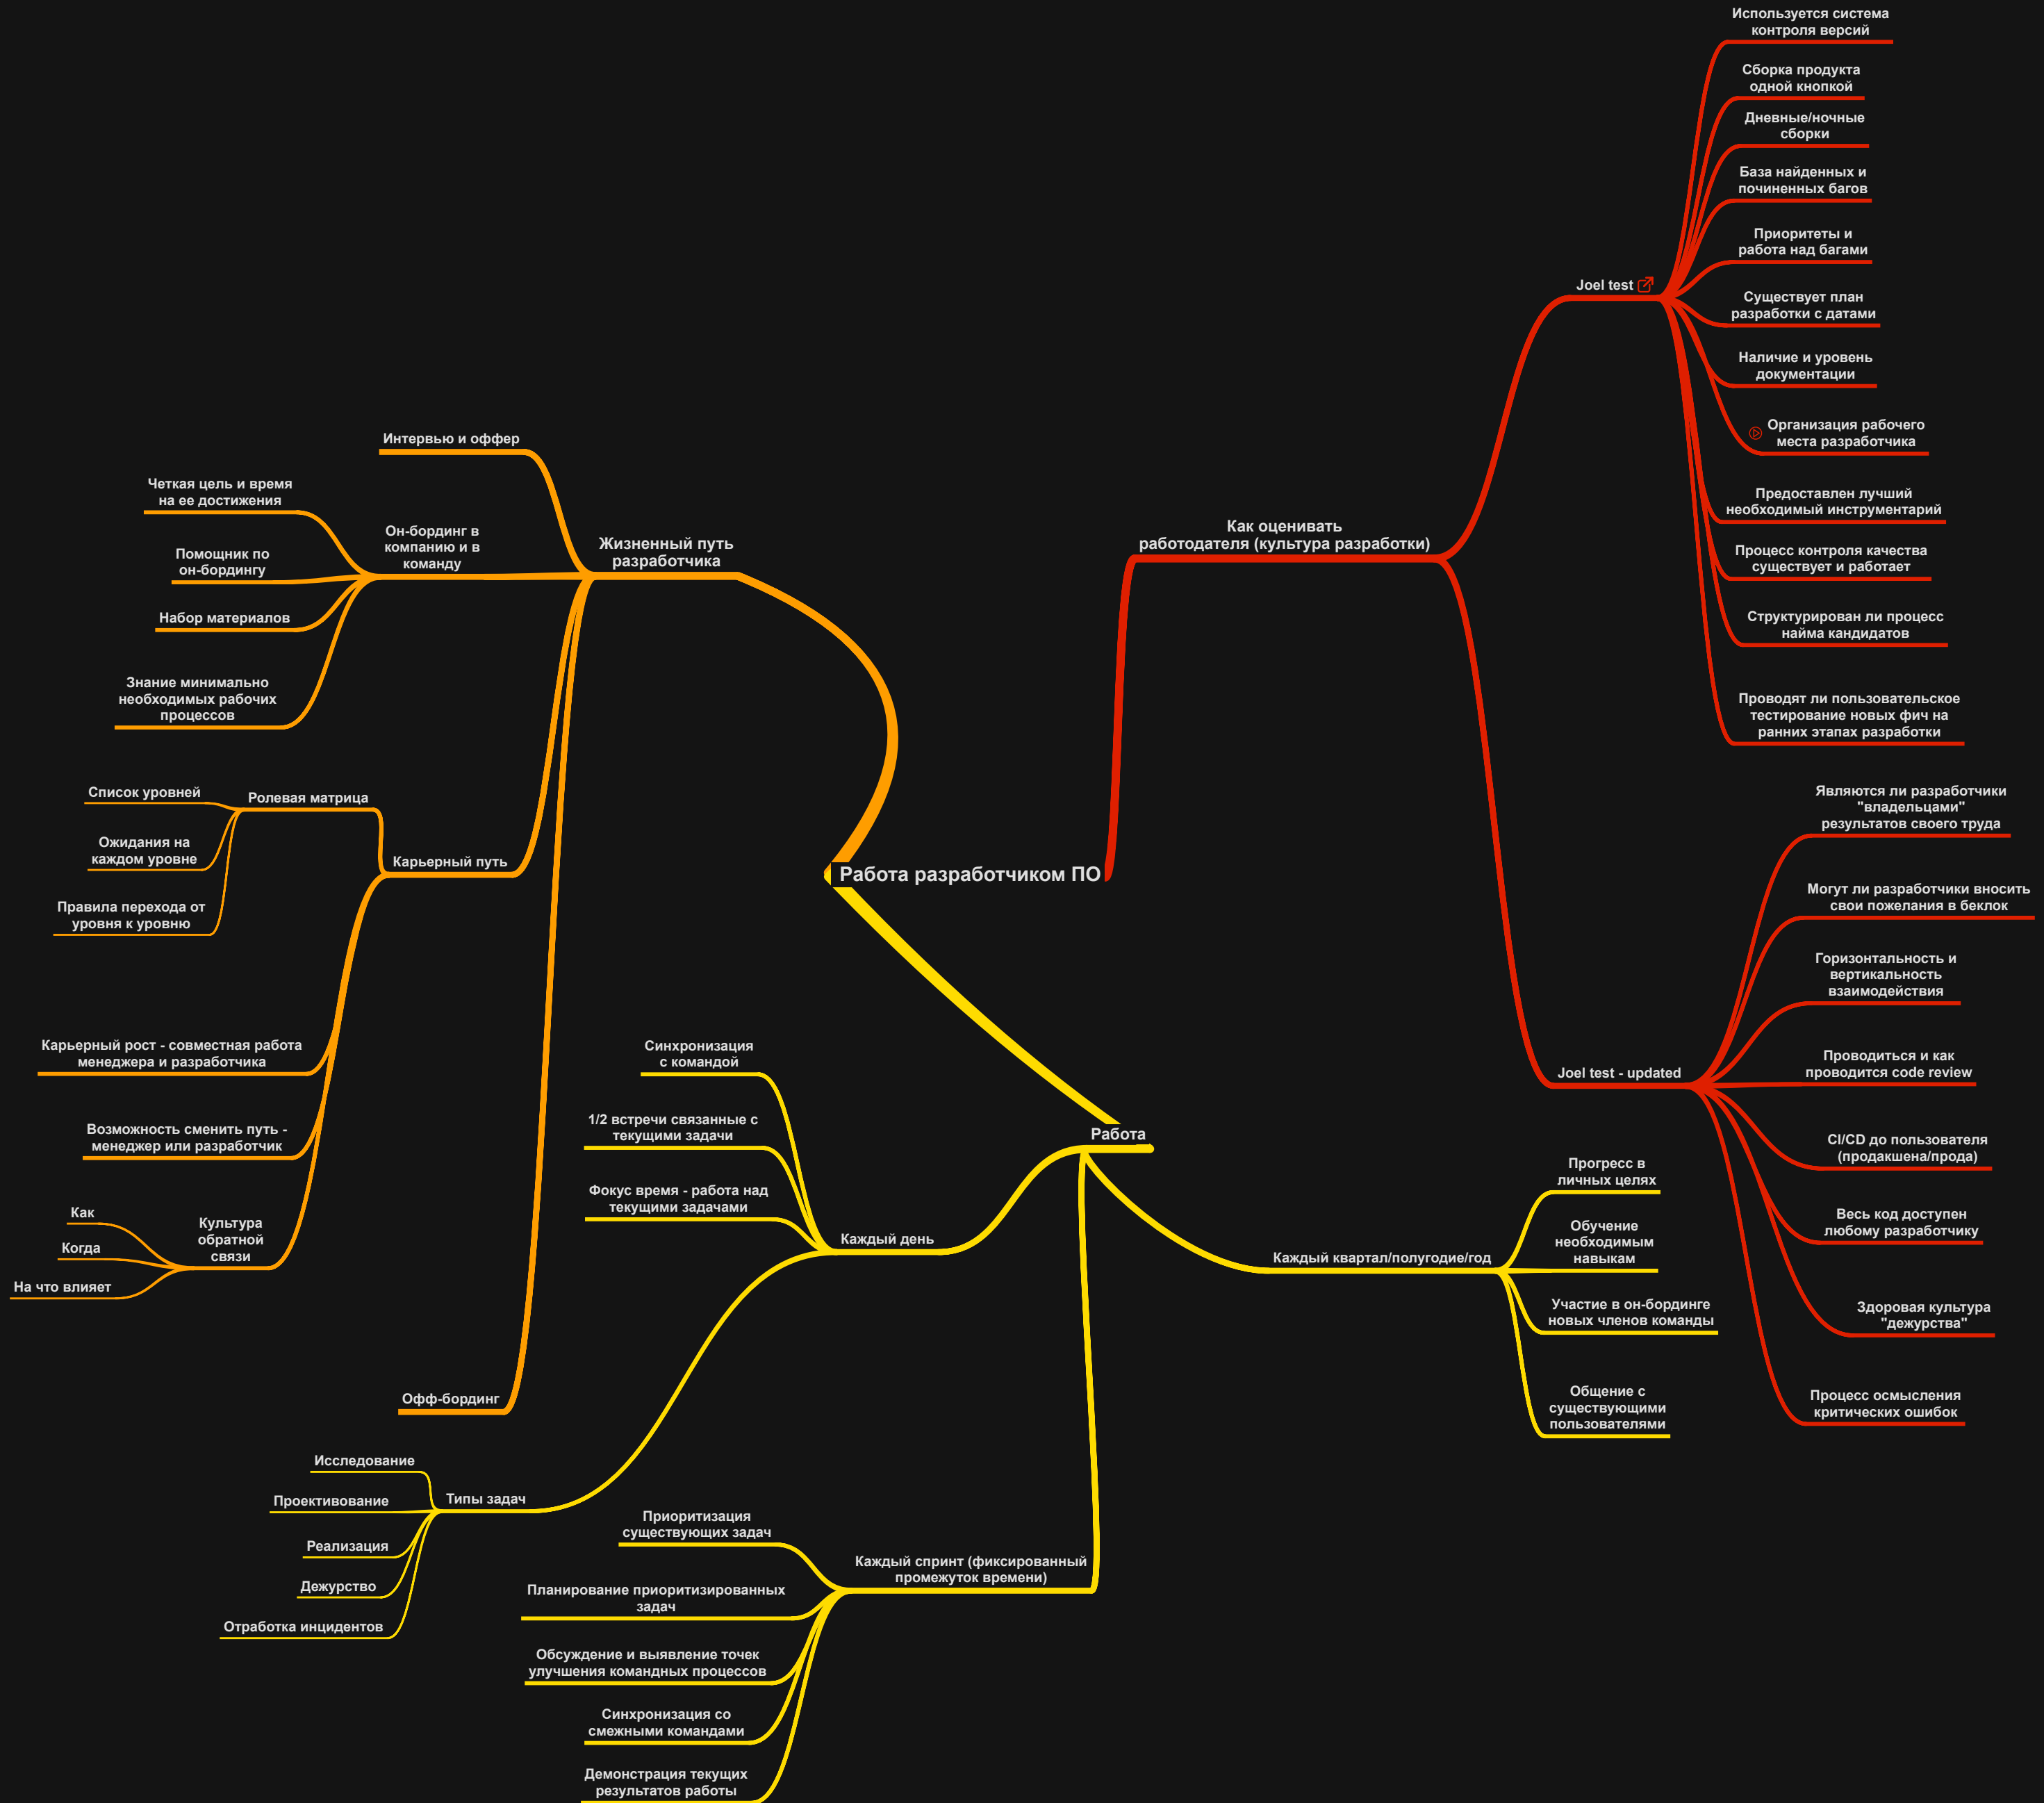 Работа разработчиком ПО
Жизненный путь
разработчика
Интервью и оффер
Он-бординг в
компанию и в
команду
Четкая цель и время
на ее достижения
Помощник по
он-бордингу
Набор материалов
Знание минимально
необходимых рабочих
процессов
Карьерный путь
Ролевая матрица
Список уровней
Ожидания на
каждом уровне
Правила перехода от
уровня к уровню
Карьерный рост - совместная работа
менеджера и разработчика
Возможность сменить путь -
менеджер или разработчик
Культура
обратной
связи
Как
Когда
На что влияет
Офф-бординг
Работа
Каждый день
Синхронизация
с командой
1/2 встречи связанные с
текущими задачи
Фокус время - работа над
текущими задачами
Типы задач
Исследование
Проективование
Реализация
Дежурство
Отработка инцидентов
Каждый спринт (фиксированный
промежуток времени)
Приоритизация
существующих задач
Планирование приоритизированных
задач
Обсуждение и выявление точек
улучшения командных процессов
Синхронизация со
смежными командами
Демонстрация текущих
результатов работы
Каждый квартал/полугодие/год
Прогресс в
личных целях
Обучение
необходимым
навыкам
Участие в он-бординге
новых членов команды
Общение с
существующими
пользователями
Как оценивать
работодателя (культура разработки)
Joel test
Используется система
контроля версий
Сборка продукта
одной кнопкой
Дневные/ночные
сборки
База найденных и
починенных багов
Приоритеты и
работа над багами
Существует план
разработки с датами
Наличие и уровень
документации
Организация рабочего
места разработчика
Предоставлен лучший
необходимый инструментарий
Процесс контроля качества
существует и работает
Структурирован ли процесс
найма кандидатов
Проводят ли пользовательское
тестирование новых фич на
ранних этапах разработки
Joel test - updated
Являются ли разработчики
"владельцами"
результатов своего труда
Могут ли разработчики вносить
свои пожелания в беклок
Горизонтальность и
вертикальность
взаимодействия
Проводиться и как
проводится code review
CI/CD до пользователя
(продакшена/прода)
Весь код доступен
любому разработчику
Здоровая культура
"дежурства"
Процесс осмысления
критических ошибок